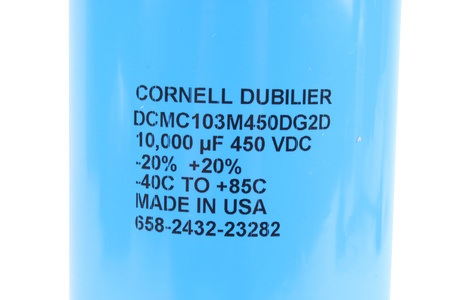 CORNELL DUBILIER
DCMC103M450DG2D
10,000 µF 450 VDC
-20% +20%
-40C TO +85C
MADE IN USA
658-2432-23282